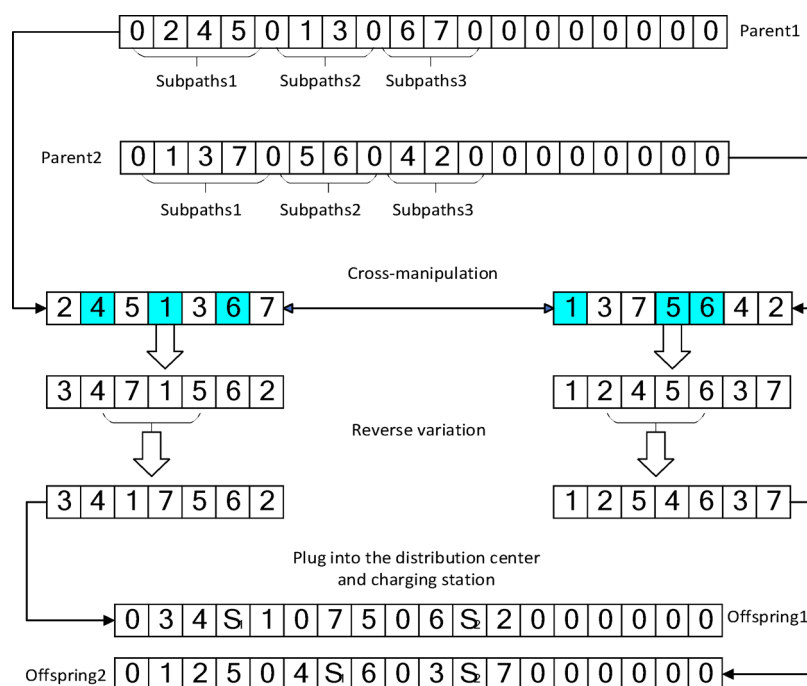 0 2 4 5 0 1 3 0 6 7 0 0 0 0 0 0 0 0 Parent1
Subpaths1 Subpaths2 Subpaths3
Parent2 0 1 3 7 0 5 6 0 4 2 0 0 0 0 0 0 0 0
Subpaths1 Subpaths2 Subpaths3
Cross-manipulation
2 4 5 1 3 6 7 1 3 7 5 6 4 2
3 4 7 1 5 6 2 1 2 4 5 6 3 7
Reverse variation
3 4 1 7 5 6 2 1 2 5 4 6 3 7
Plug into the distribution center
and charging station
0 3 4 S1 1 0 7 5 0 6 S2 2 0 0 0 0 0 0 Offspring1
Offspring2 0 1 2 5 0 4 S1 6 0 3 S2 7 0 0 0 0 0 0